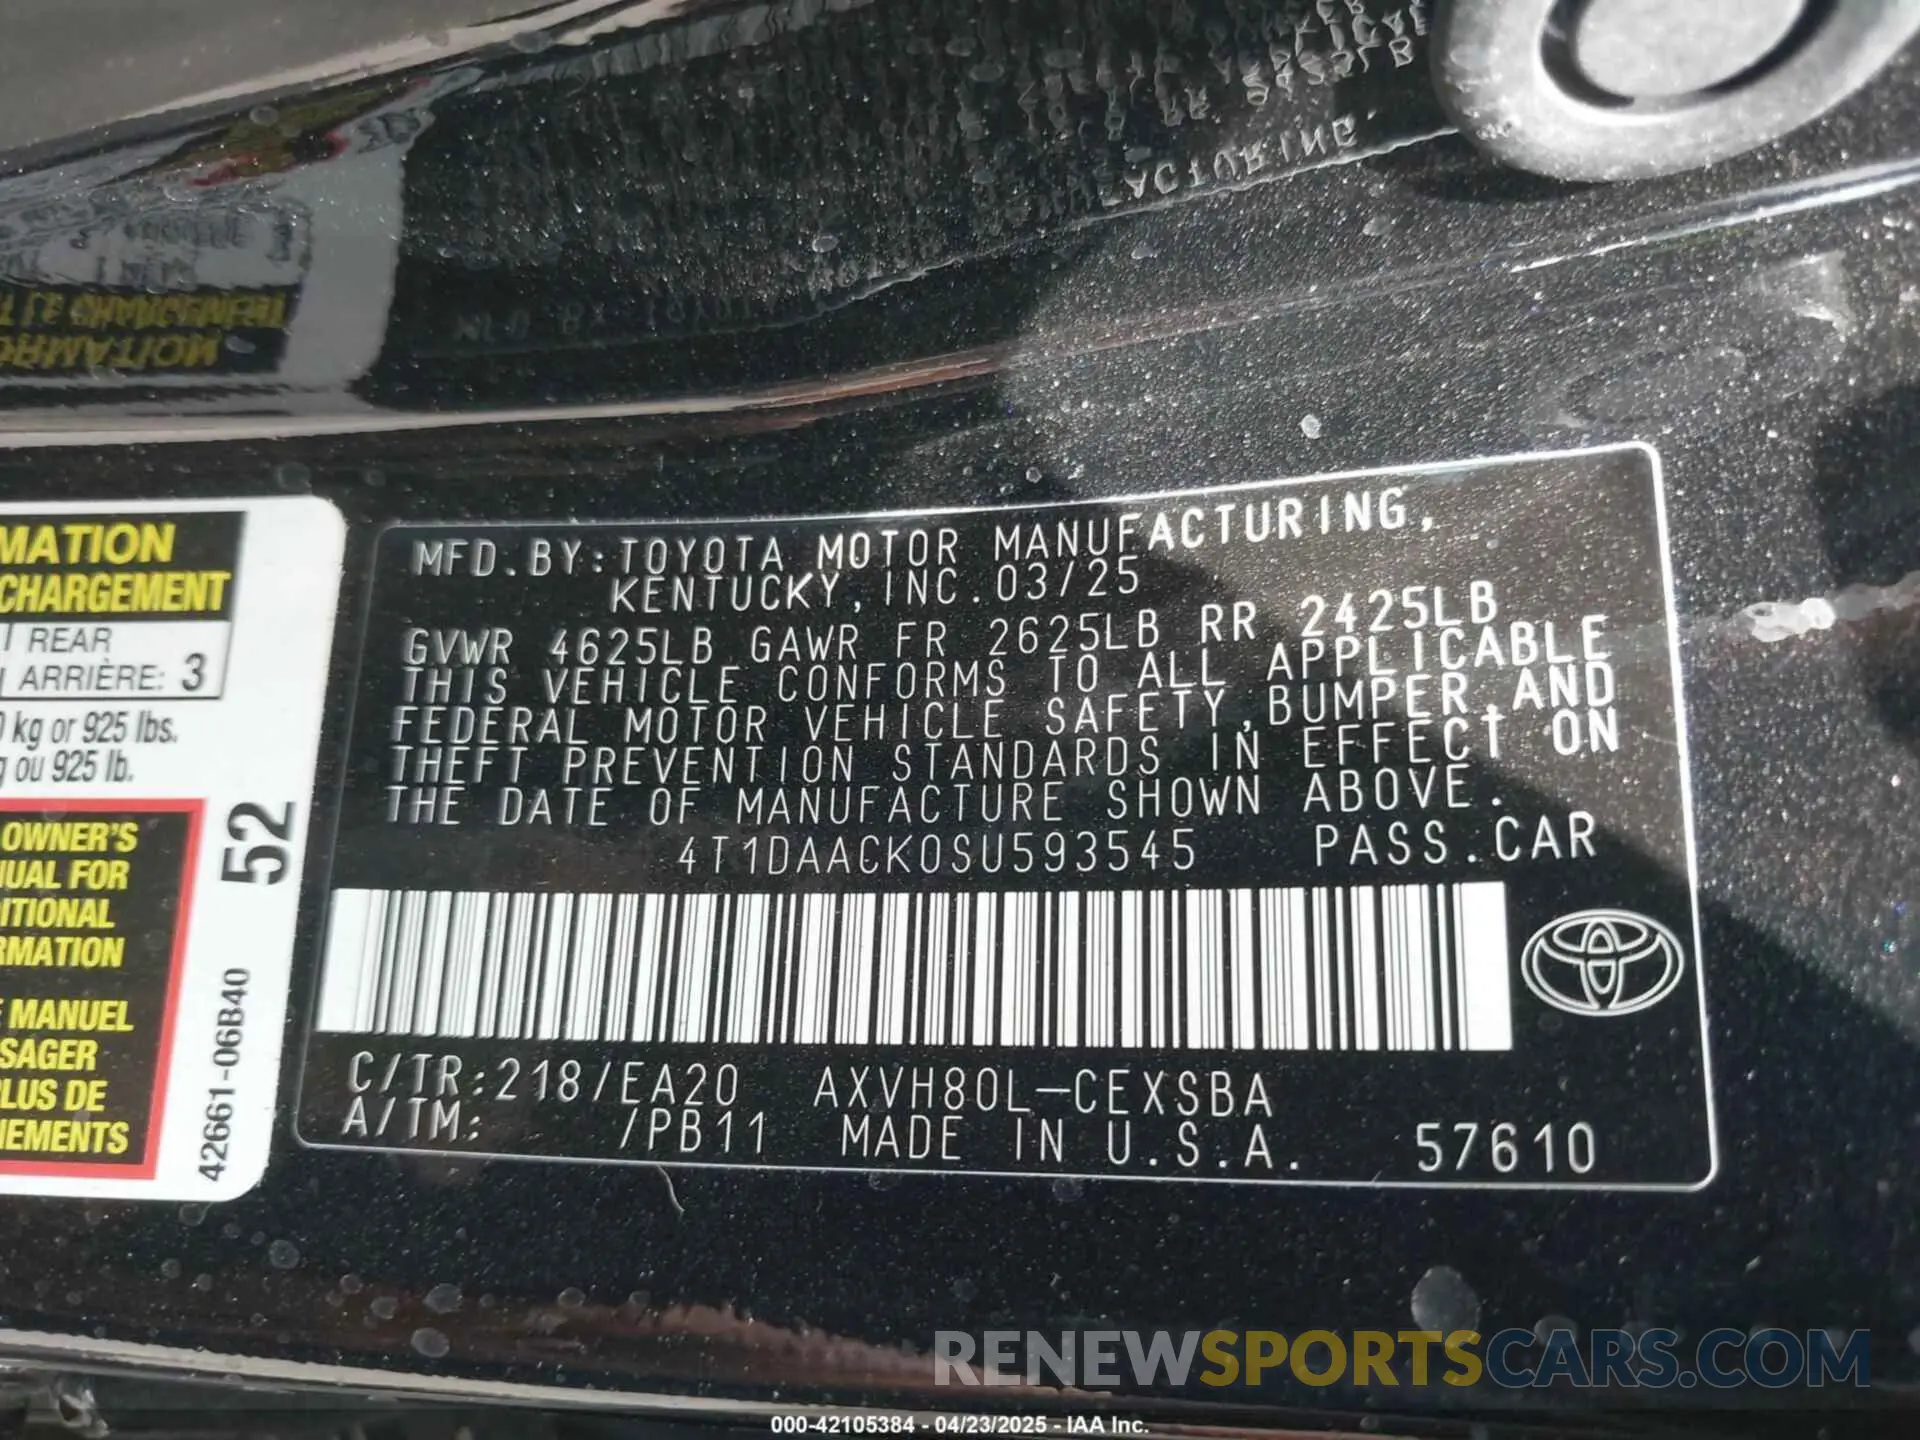 MFD.BY:TOYOTA MOTOR MANUFACTURING,
KENTUCKY, INC. 03/25
GVWR 4625LB GAWR FR 2625LB RR 2425LB
THIS VEHICLE CONFORMS TO ALL APPLICABLE
FEDERAL MOTOR VEHICLE SAFETY,BUMPER,AND
THEFT PREVENTION STANDARDS IN EFFECT ON
THE DATE OF MANUFACTURE SHOWN ABOVE.
4T1DAACK0SU593545 PASS.CAR
C/TR:218/EA20 AXVH80L-CEXSBA
A/TM: /PB11 MADE IN U.S.A. 57610
MATION
CHARGEMENT
REAR
ARRIÈRE: 3
kg or 925 lbs.
ou 925 lb.
OWNER'S
UAL FOR
ITIONAL
RMATION
MANUEL
SAGER
LUS DE
IEMENTS
52
42661-06B40
RENEWSPORTSCARS.COM
000-42105384 - 04/23/2025 - IAA Inc.